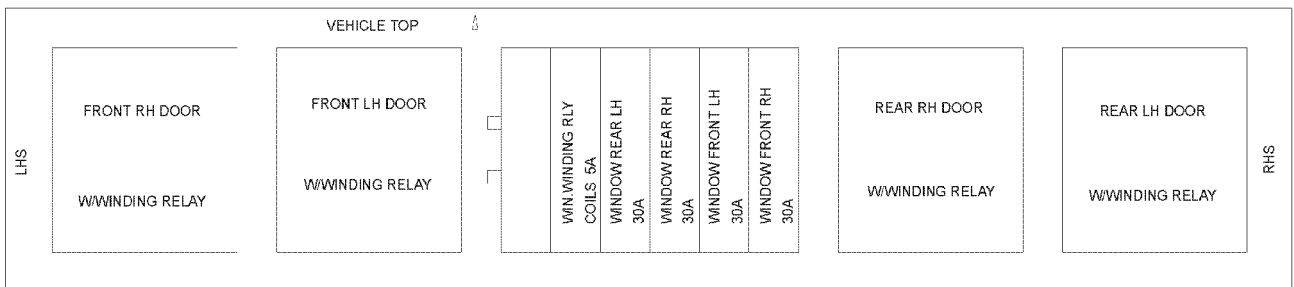 VEHICLE TOP
LHS
FRONT RH DOOR
W/WINDING RELAY
FRONT LH DOOR
W/WINDING RELAY
WIN.WINDING RLY
COILS 5A
WINDOW REAR LH
30A
WINDOW REAR RH
30A
WINDOW FRONT LH
30A
WINDOW FRONT RH
30A
REAR RH DOOR
W/WINDING RELAY
REAR LH DOOR
W/WINDING RELAY
RHS